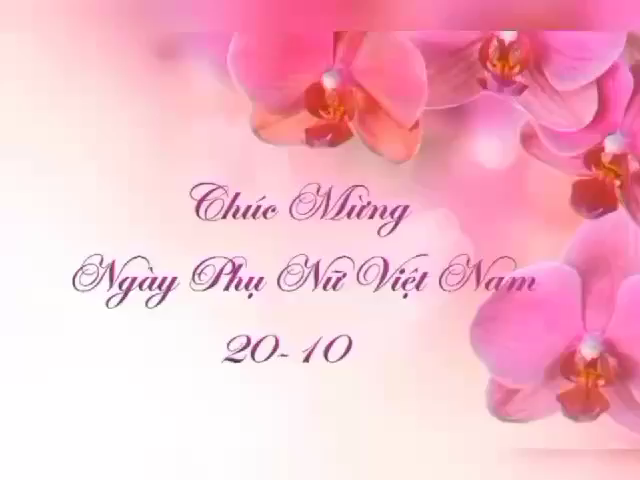 Chúc Mừng
Ngày Phụ Nữ Việt Nam
20-10